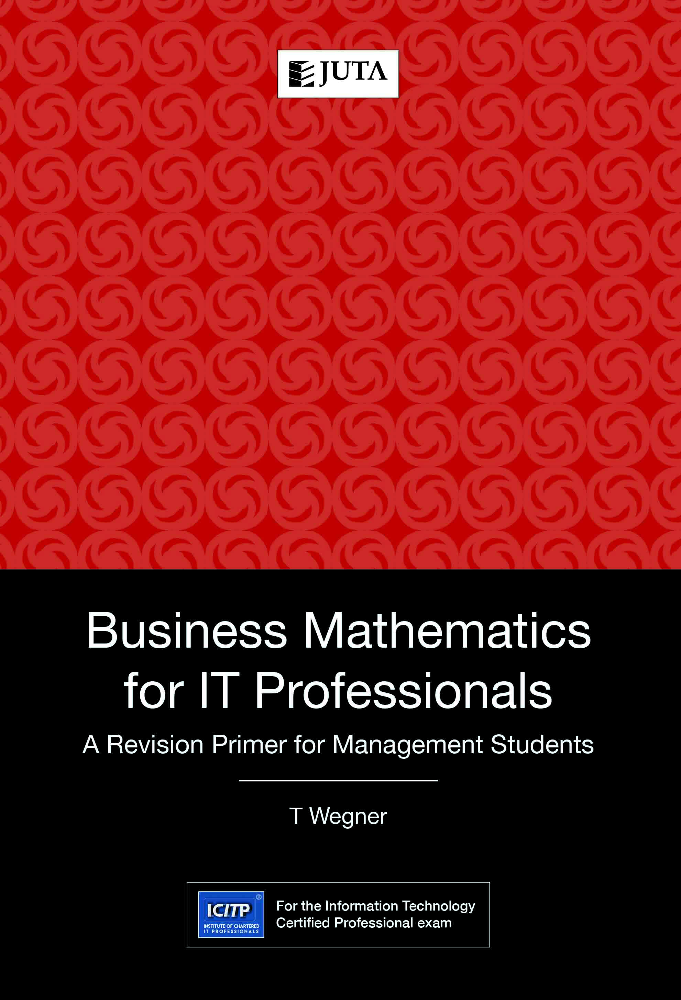 JUTA
Business Mathematics
for IT Professionals
A Revision Primer for Management Students
T Wegner
ICITP®
INSTITUTE OF CHARTERED
IT PROFESSIONALS
For the Information Technology
Certified Professional exam